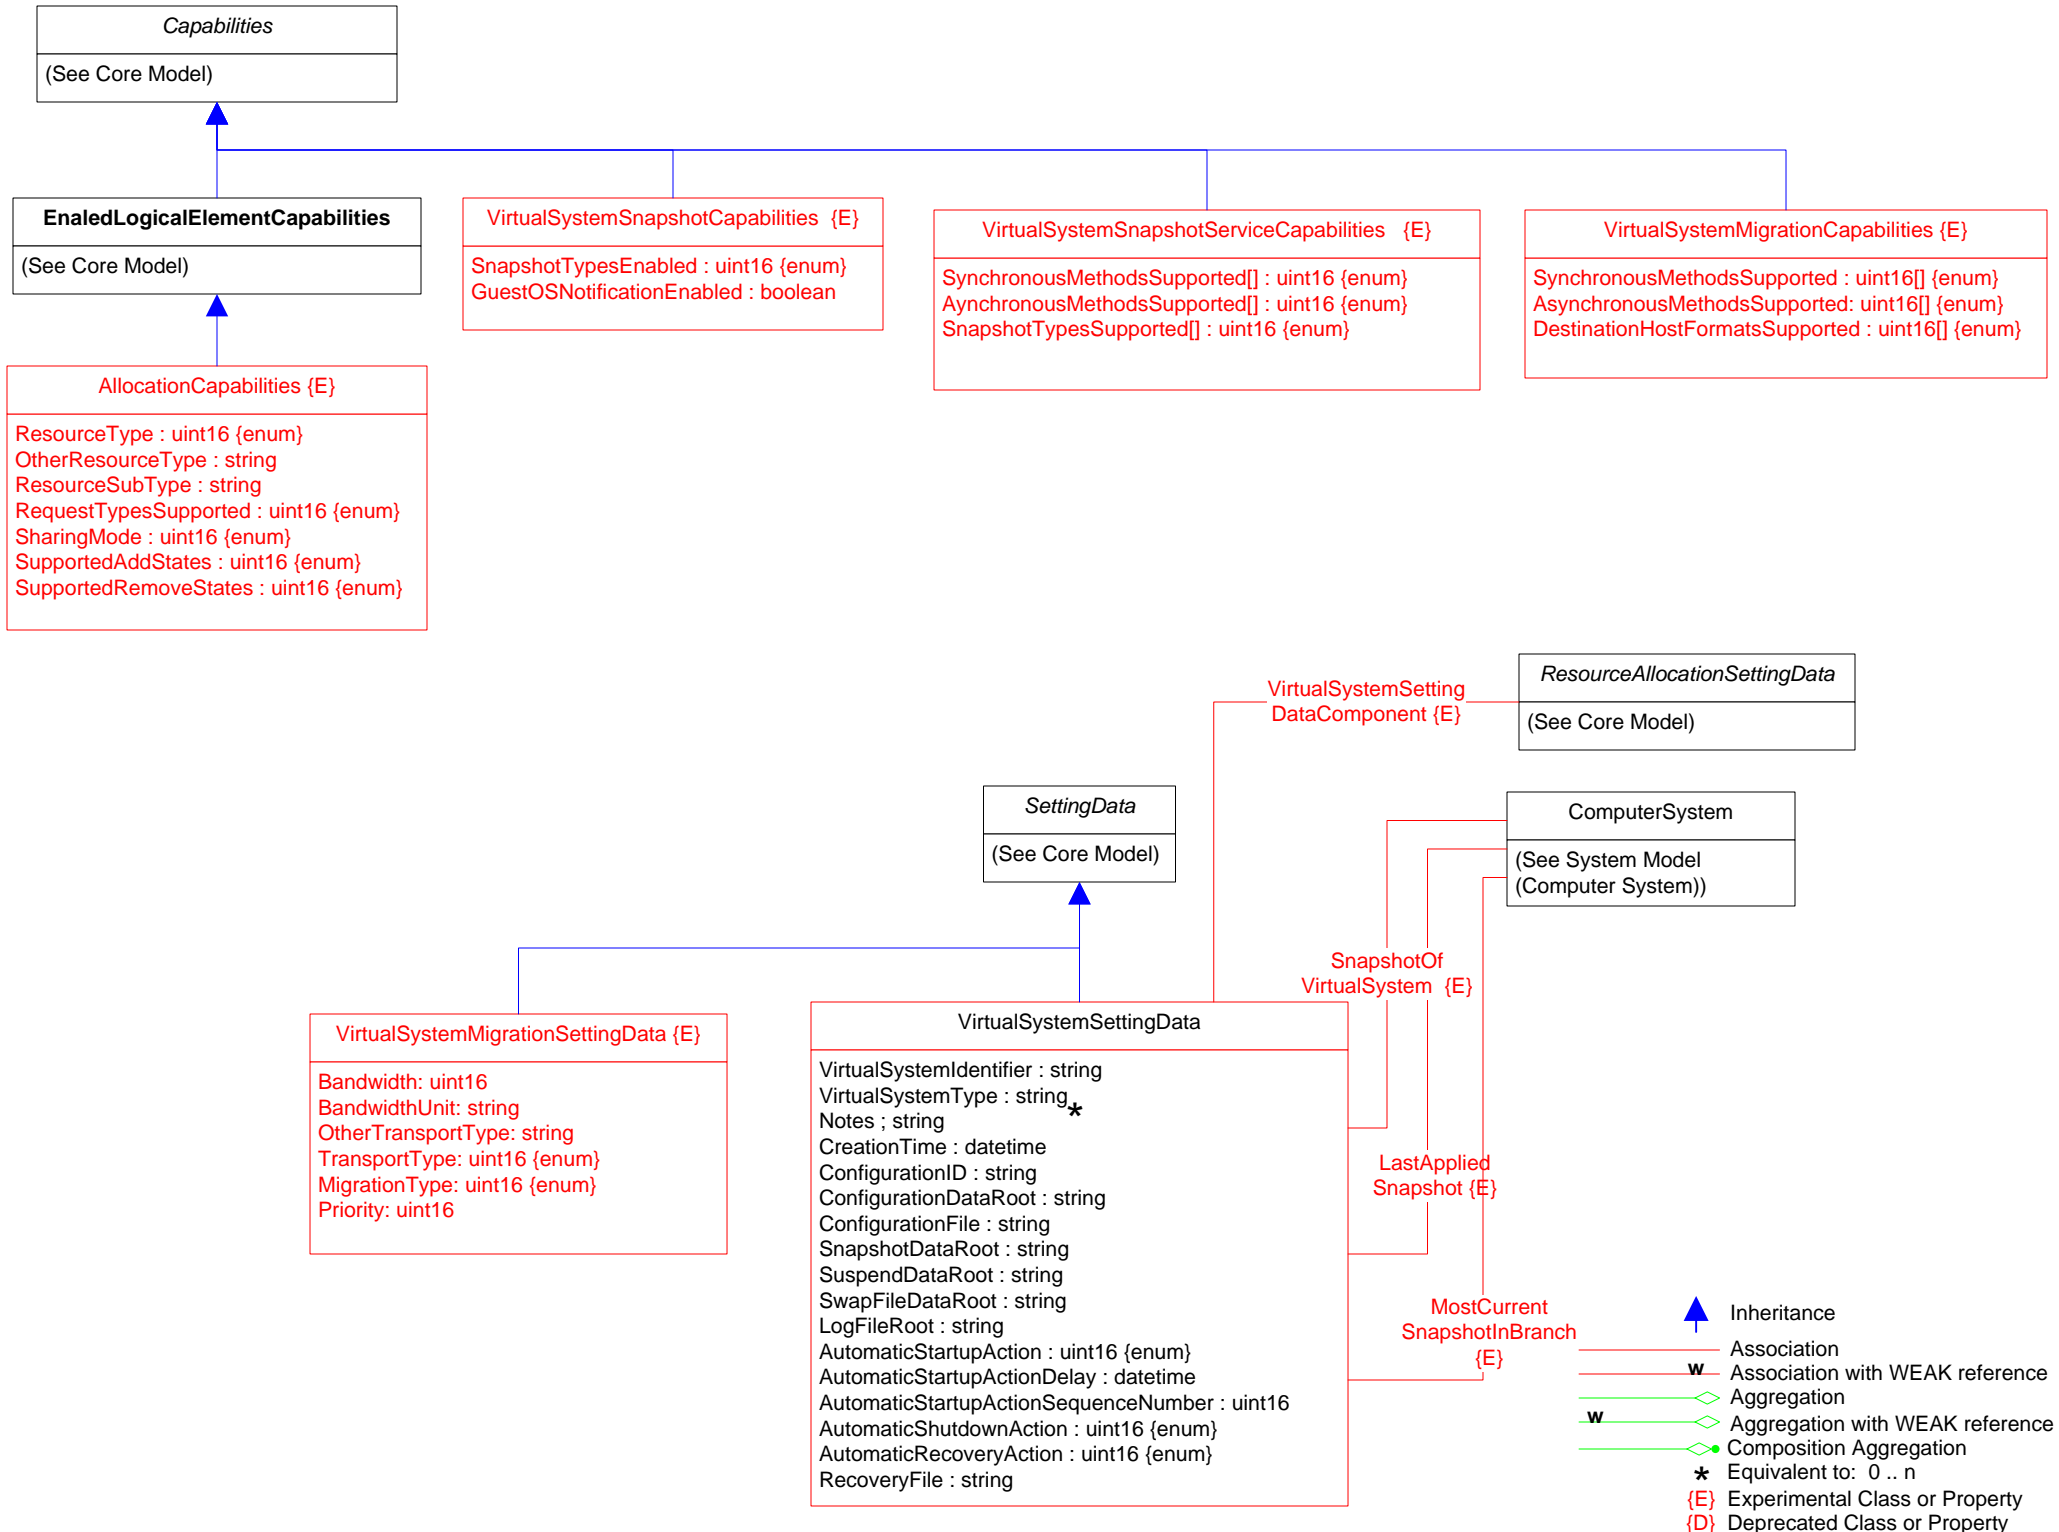 Capabilities
(See Core Model)
EnaledLogicalElementCapabilities
(See Core Model)
VirtualSystemSnapshotCapabilities {E}
SnapshotTypesEnabled : uint16 {enum}
GuestOSNotificationEnabled : boolean
VirtualSystemSnapshotServiceCapabilities {E}
SynchronousMethodsSupported[] : uint16 {enum}
AynchronousMethodsSupported[] : uint16 {enum}
SnapshotTypesSupported[] : uint16 {enum}
VirtualSystemMigrationCapabilities {E}
SynchronousMethodsSupported : uint16[] {enum}
AsynchronousMethodsSupported: uint16[] {enum}
DestinationHostFormatsSupported : uint16[] {enum}
AllocationCapabilities {E}
ResourceType : uint16 {enum}
OtherResourceType : string
ResourceSubType : string
RequestTypesSupported : uint16 {enum}
SharingMode : uint16 {enum}
SupportedAddStates : uint16 {enum}
SupportedRemoveStates : uint16 {enum}
VirtualSystemSetting
DataComponent {E}
ResourceAllocationSettingData
(See Core Model)
SettingData
(See Core Model)
ComputerSystem
(See System Model
(Computer System))
SnapshotOf
VirtualSystem {E}
VirtualSystemMigrationSettingData {E}
Bandwidth: uint16
BandwidthUnit: string
OtherTransportType: string
TransportType: uint16 {enum}
MigrationType: uint16 {enum}
Priority: uint16
VirtualSystemSettingData
VirtualSystemIdentifier : string
VirtualSystemType : string
*
Notes ; string
CreationTime : datetime
ConfigurationID : string
ConfigurationDataRoot : string
ConfigurationFile : string
SnapshotDataRoot : string
SuspendDataRoot : string
SwapFileDataRoot : string
LogFileRoot : string
AutomaticStartupAction : uint16 {enum}
AutomaticStartupActionDelay : datetime
AutomaticStartupActionSequenceNumber : uint16
AutomaticShutdownAction : uint16 {enum}
AutomaticRecoveryAction : uint16 {enum}
RecoveryFile : string
LastApplied
Snapshot {E}
MostCurrent
SnapshotInBranch
{E}
Inheritance
Association
w Association with WEAK reference
Aggregation
w Aggregation with WEAK reference
Composition Aggregation
* Equivalent to: 0 .. n
{E} Experimental Class or Property
{D} Deprecated Class or Property